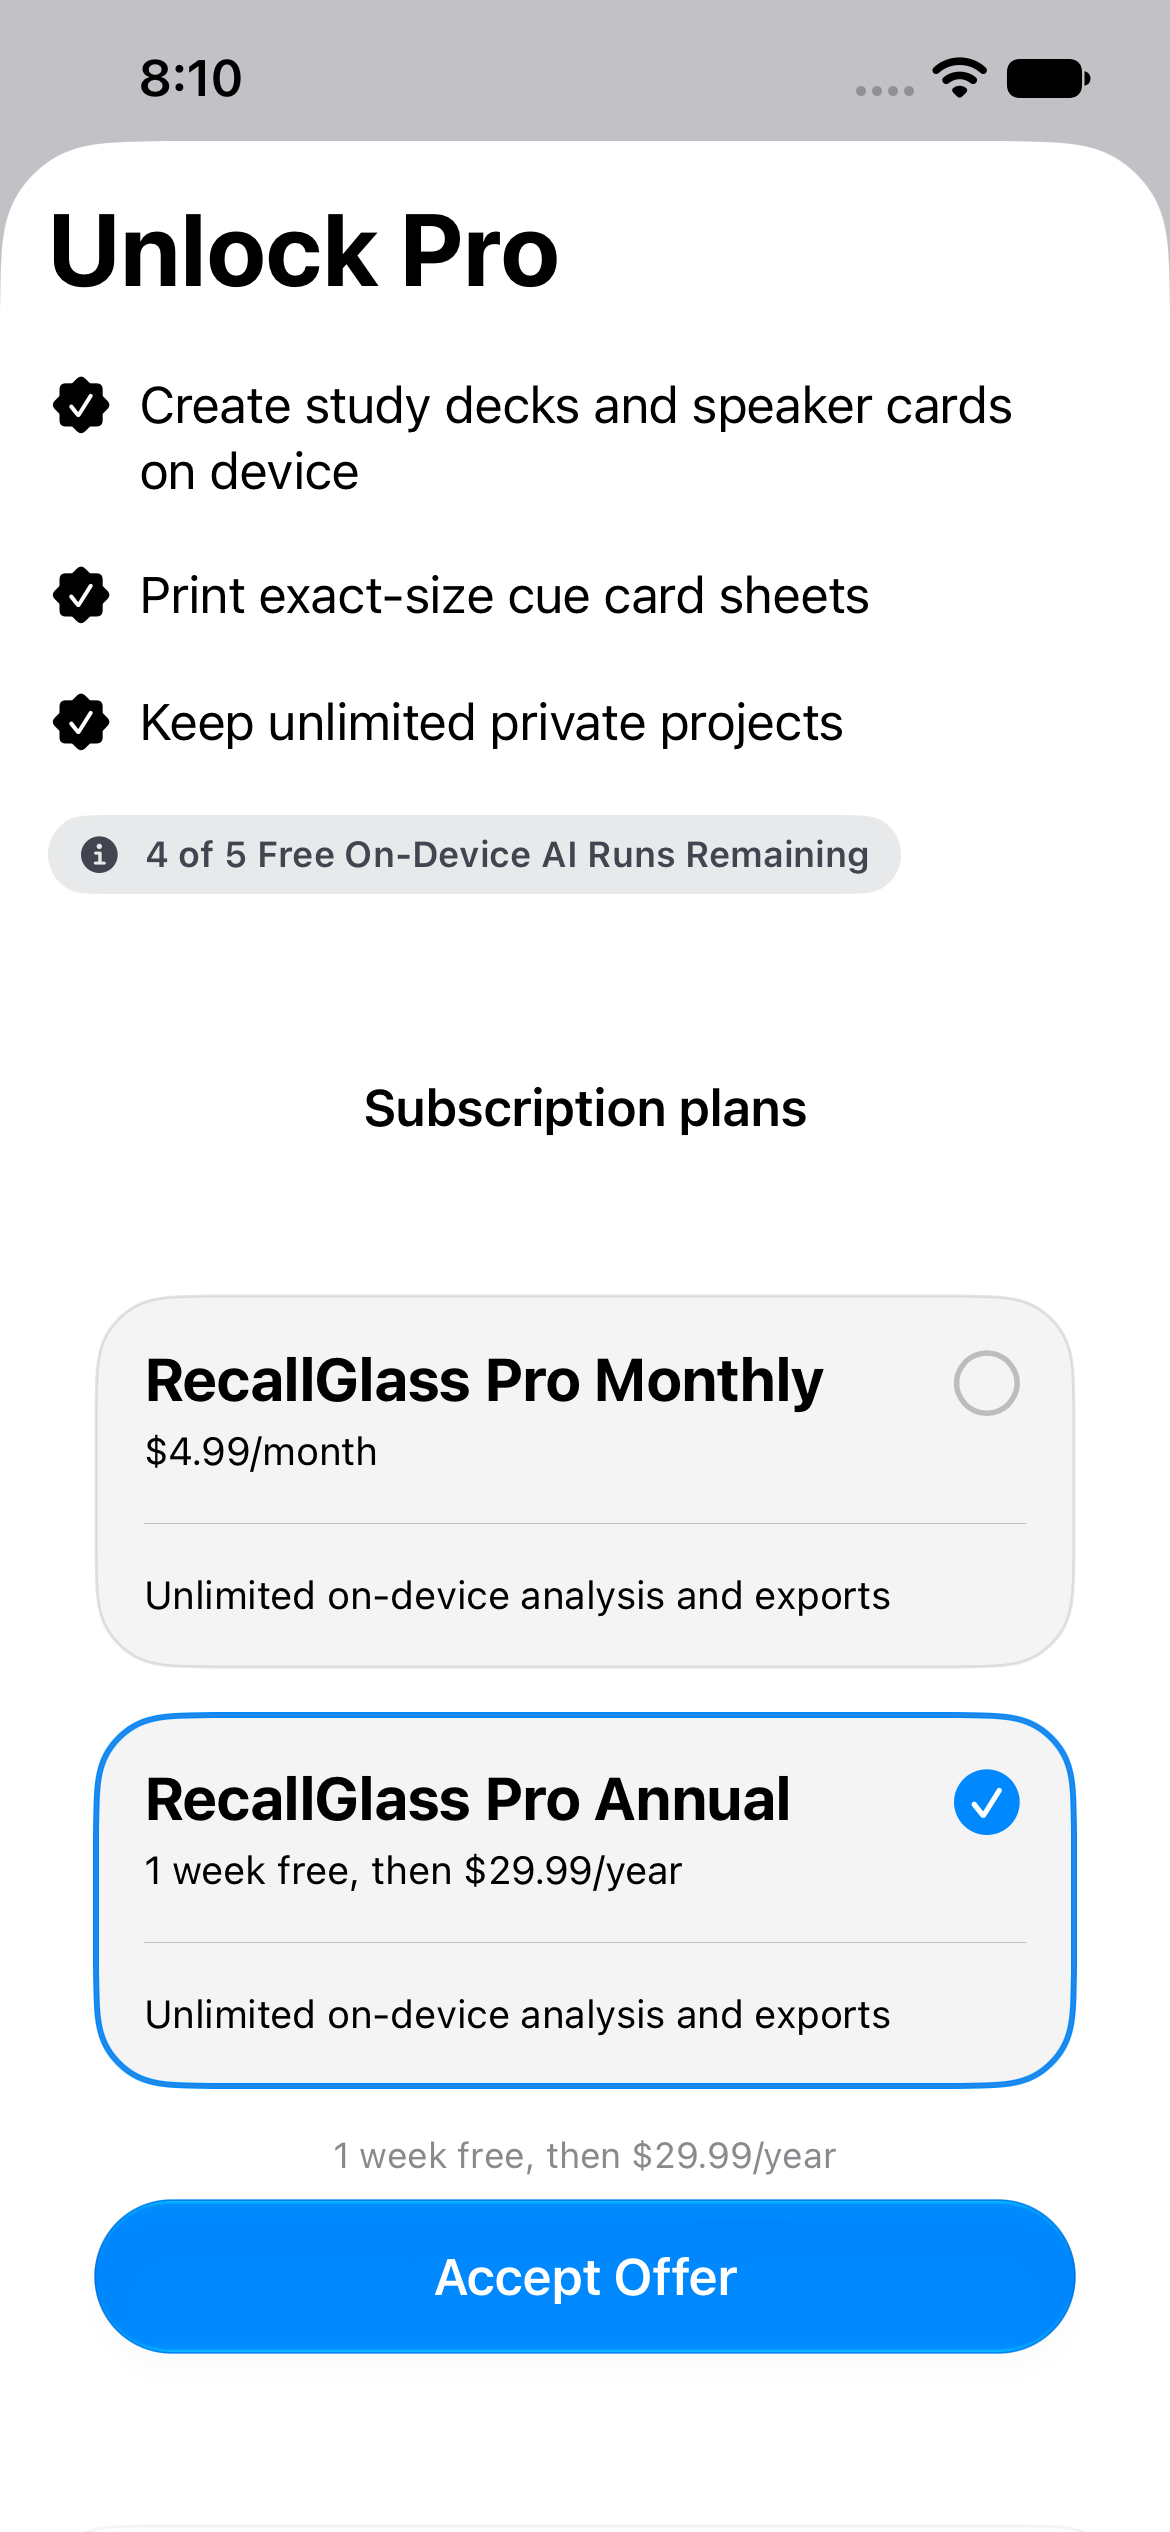 8:10
Unlock Pro
Create study decks and speaker cards
on device
Print exact-size cue card sheets
Keep unlimited private projects
4 of 5 Free On-Device AI Runs Remaining
Subscription plans
RecallGlass Pro Monthly
$4.99/month
Unlimited on-device analysis and exports
RecallGlass Pro Annual
1 week free, then $29.99/year
Unlimited on-device analysis and exports
1 week free, then $29.99/year
Accept Offer